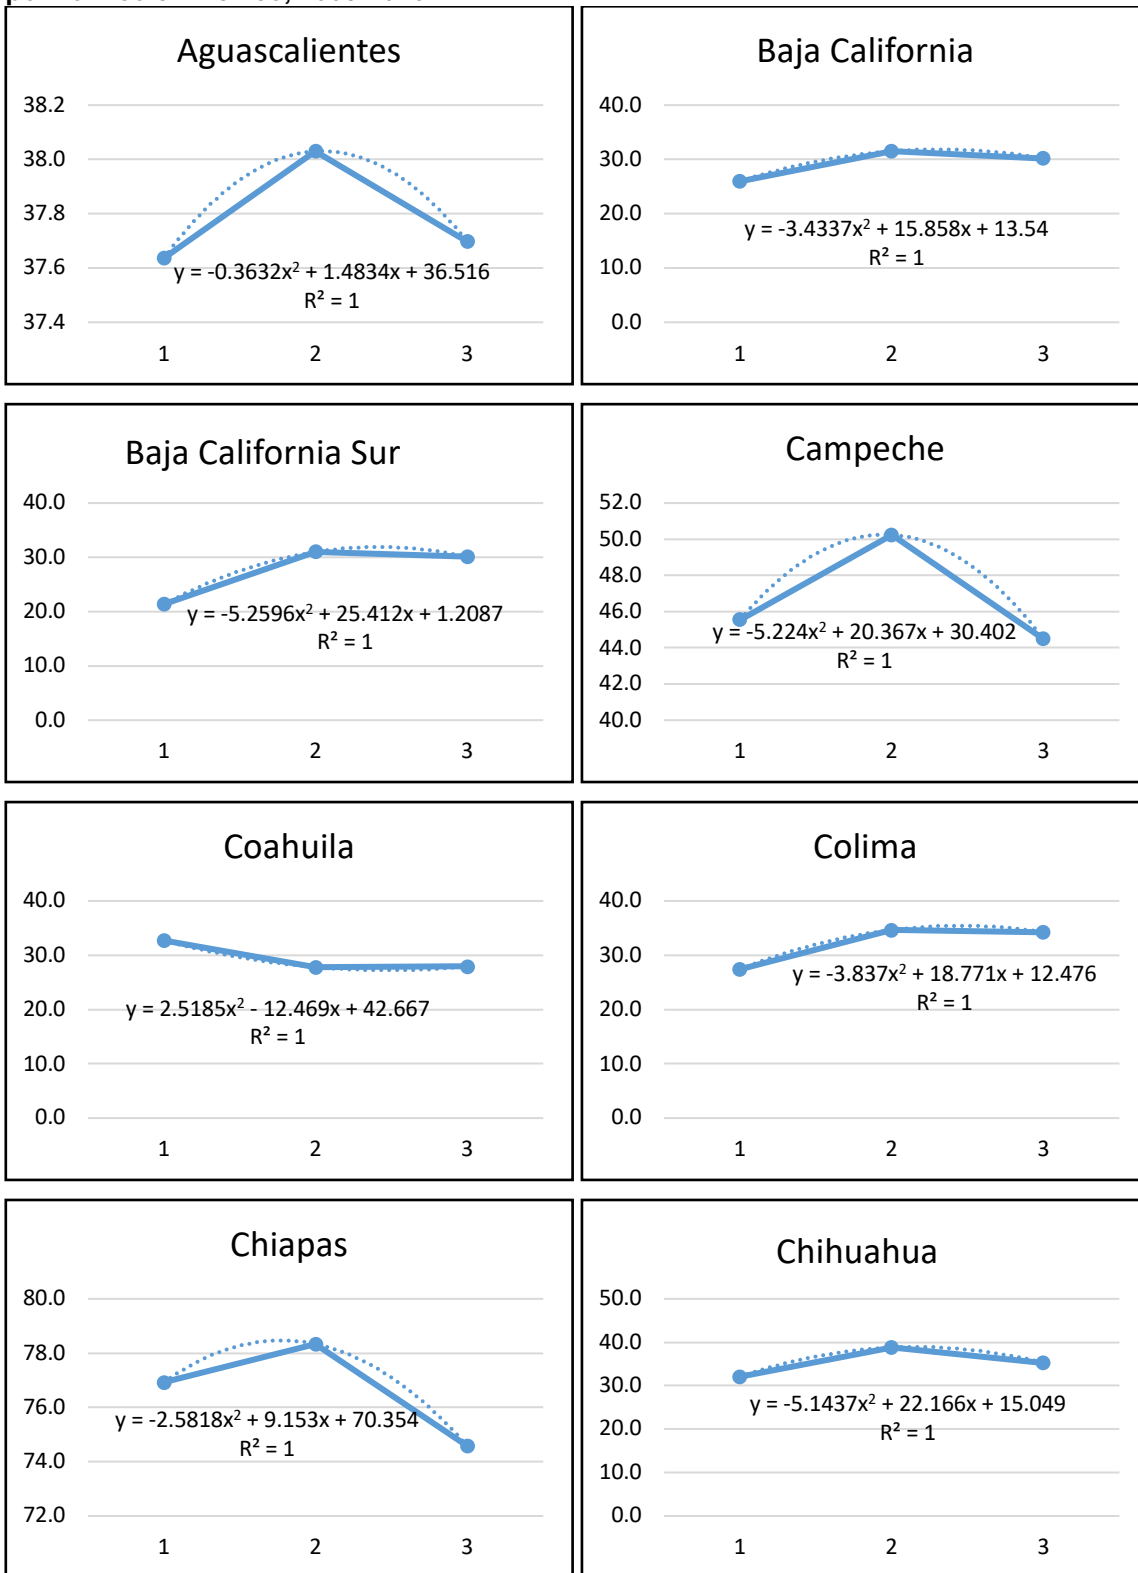 Aguascalientes
38.2
38.0
37.8
37.6
37.4
y = -0.3632x² + 1.4834x + 36.516
R² = 1
1 2 3
Baja California
40.0
30.0
20.0
10.0
0.0
y = -3.4337x² + 15.858x + 13.54
R² = 1
1 2 3
Baja California Sur
40.0
30.0
20.0
10.0
0.0
y = -5.2596x² + 25.412x + 1.2087
R² = 1
1 2 3
Campeche
52.0
50.0
48.0
46.0
44.0
42.0
40.0
y = -5.224x² + 20.367x + 30.402
R² = 1
1 2 3
Coahuila
40.0
30.0
20.0
10.0
0.0
y = 2.5185x² - 12.469x + 42.667
R² = 1
1 2 3
Colima
40.0
30.0
20.0
10.0
0.0
y = -3.837x² + 18.771x + 12.476
R² = 1
1 2 3
Chiapas
80.0
78.0
76.0
74.0
72.0
y = -2.5818x² + 9.153x + 70.354
R² = 1
1 2 3
Chihuahua
50.0
40.0
30.0
20.0
10.0
0.0
y = -5.1437x² + 22.166x + 15.049
R² = 1
1 2 3